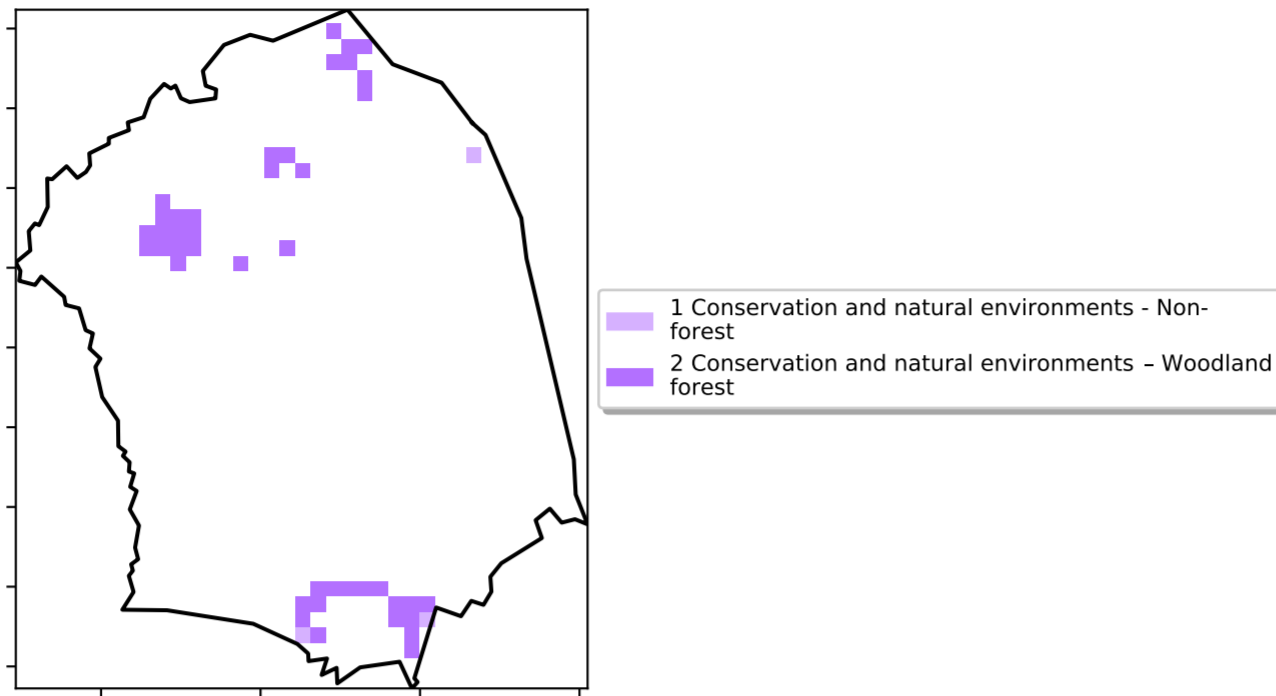 1 Conservation and natural environments - Non-
forest
2 Conservation and natural environments – Woodland
forest